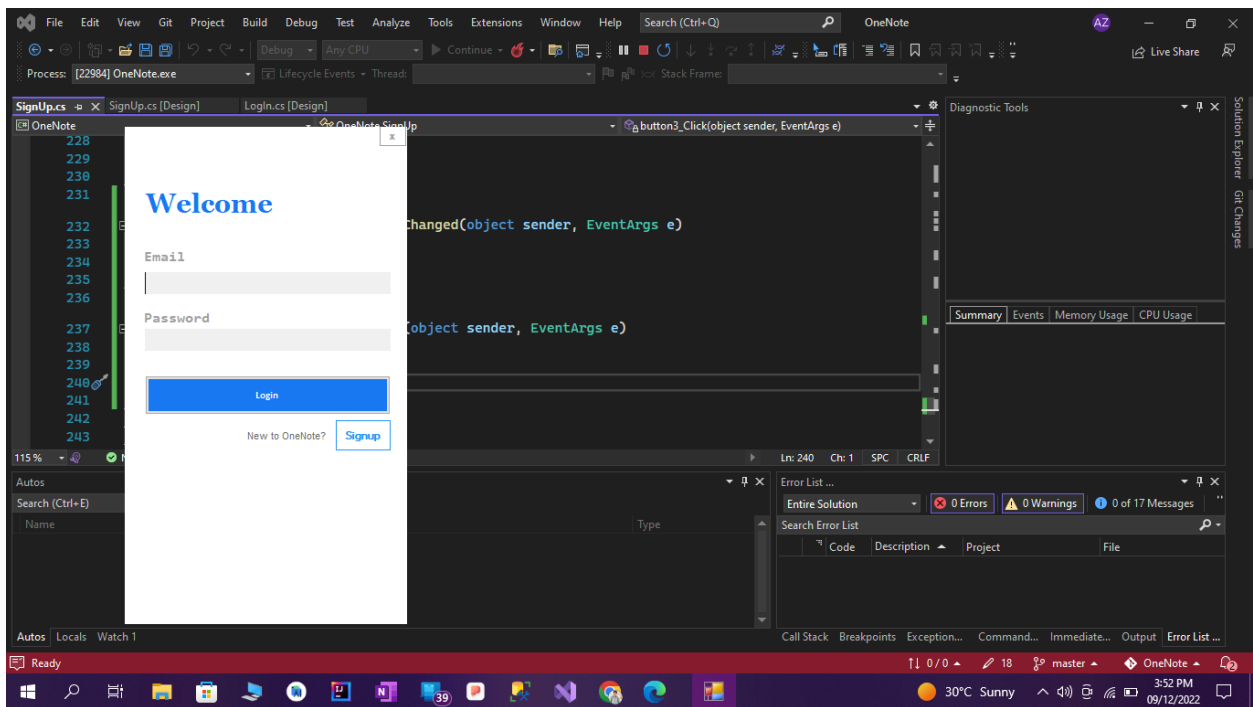 File Edit View Git Project Build Debug Test Analyze Tools Extensions Window Help Search (Ctrl+Q) OneNote AZ
Debug Any CPU Continue Live Share
Process: [22984] OneNote.exe Lifecycle Events Thread: Stack Frame:
SignUp.cs SignUp.cs [Design] LogIn.cs [Design]
OneNote OneNote.SignUp button3_Click(object sender, EventArgs e)
x
228
229
230
231
232 Changed(object sender, EventArgs e)
233
234
235
236
237 (object sender, EventArgs e)
238
239
240
241
242
243
Welcome
Email
Password
Login
New to OneNote? Signup
115 % Ln: 240 Ch: 1 SPC CRLF
Diagnostic Tools
Summary Events Memory Usage CPU Usage
Solution Explorer
Git Changes
Autos
Search (Ctrl+E)
Name Type
Autos Locals Watch 1
Error List ...
Entire Solution 0 Errors 0 Warnings 0 of 17 Messages
Search Error List
Code Description Project File
Call Stack Breakpoints Exception... Command... Immediate... Output Error List ...
Ready 0 / 0 18 master OneNote 2
39 30°C Sunny 3:52 PM
09/12/2022